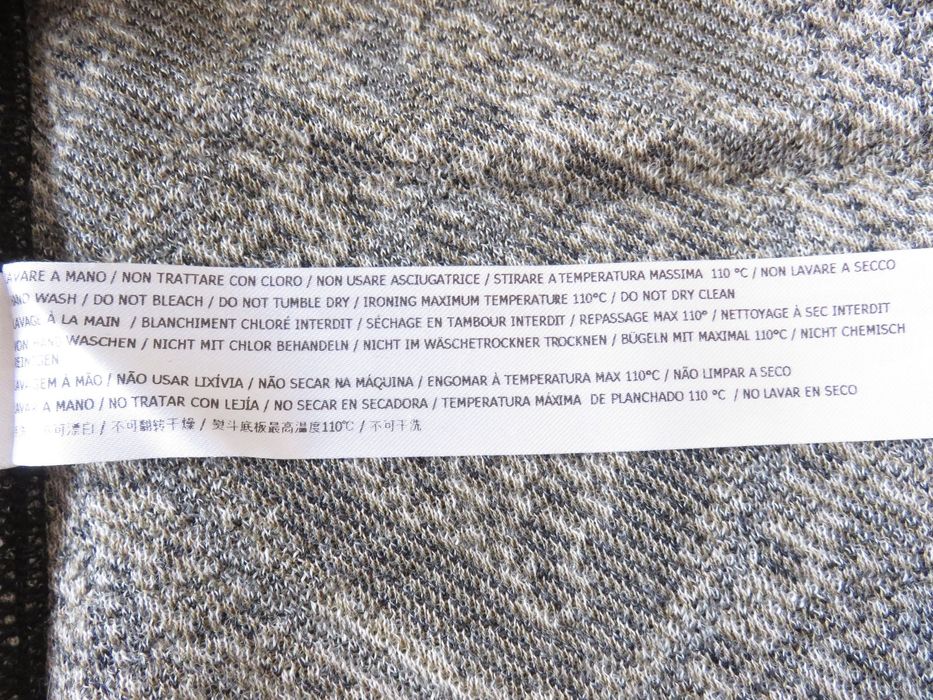 LAVARE A MANO / NON TRATTARE CON CLORO / NON USARE ASCIUGATRICE / STIRARE A TEMPERATURA MASSIMA 110 °C / NON LAVARE A SECCO
HAND WASH / DO NOT BLEACH / DO NOT TUMBLE DRY / IRONING MAXIMUM TEMPERATURE 110°C / DO NOT DRY CLEAN
LAVAGE À LA MAIN / BLANCHIMENT CHLORÉ INTERDIT / SÉCHAGE EN TAMBOUR INTERDIT / REPASSAGE MAX 110° / NETTOYAGE À SEC INTERDIT
VON HAND WASCHEN / NICHT MIT CHLOR BEHANDELN / NICHT IM WÄSCHETROCKNER TROCKNEN / BÜGELN MIT MAXIMAL 110°C / NICHT CHEMISCH
REINIGEN
LAVAGEM À MÃO / NÃO USAR LIXÍVIA / NÃO SECAR NA MÁQUINA / ENGOMAR À TEMPERATURA MAX 110°C / NÃO LIMPAR A SECO
LAVAR A MANO / NO TRATAR CON LEJÍA / NO SECAR EN SECADORA / TEMPERATURA MÁXIMA DE PLANCHADO 110 °C / NO LAVAR EN SECO
不可漂白 / 不可翻转干燥 / 熨斗底板最高温度110℃ / 不可干洗